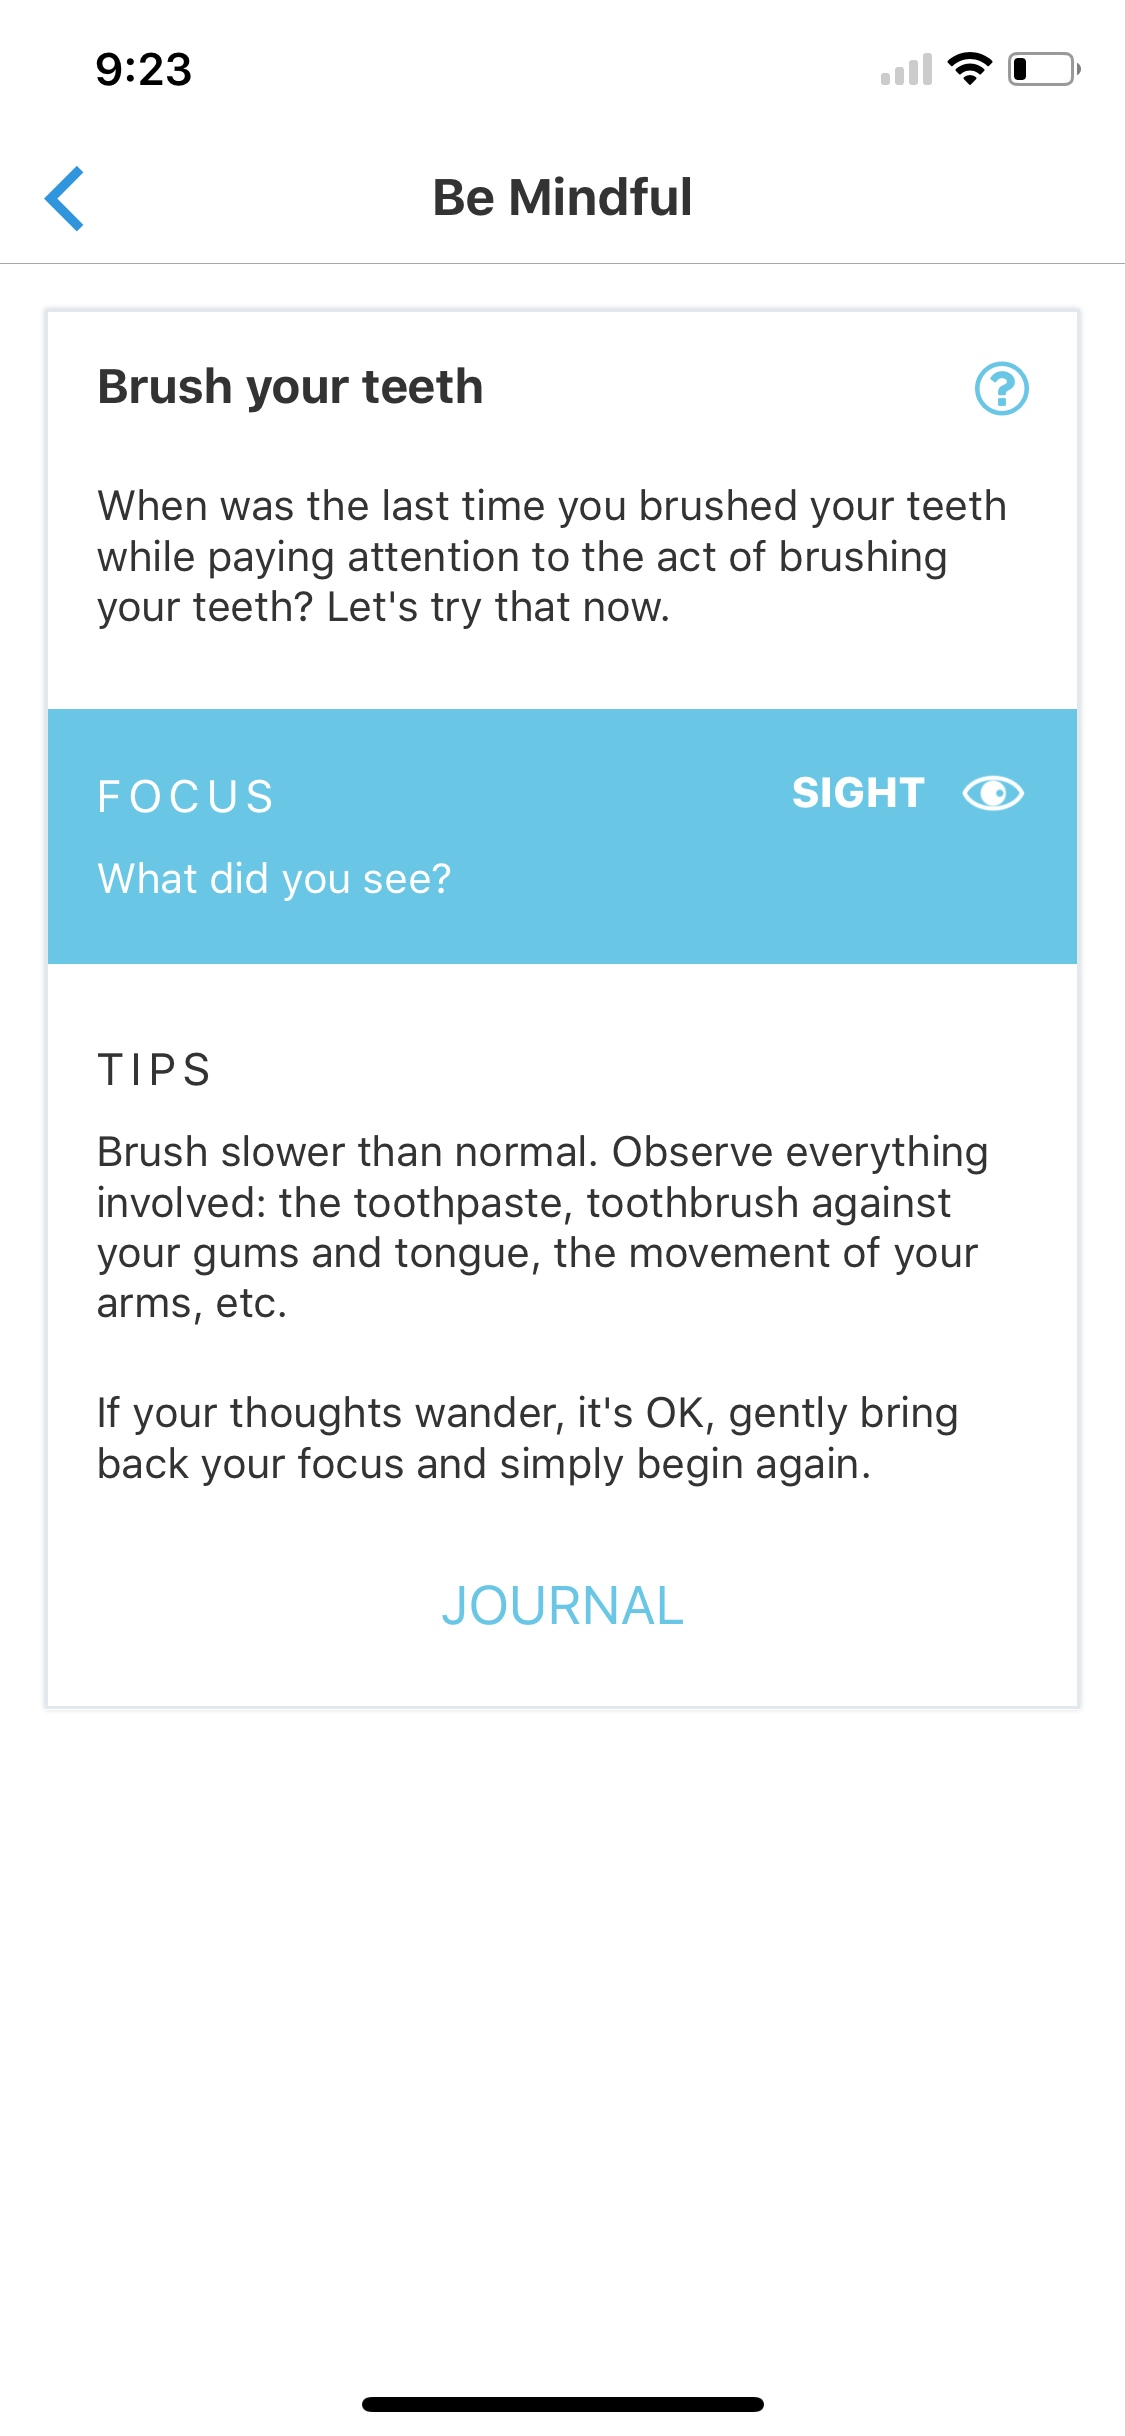 9:23
Be Mindful
Brush your teeth
When was the last time you brushed your teeth
while paying attention to the act of brushing
your teeth? Let's try that now.
FOCUS
SIGHT
What did you see?
TIPS
Brush slower than normal. Observe everything
involved: the toothpaste, toothbrush against
your gums and tongue, the movement of your
arms, etc.
If your thoughts wander, it's OK, gently bring
back your focus and simply begin again.
JOURNAL